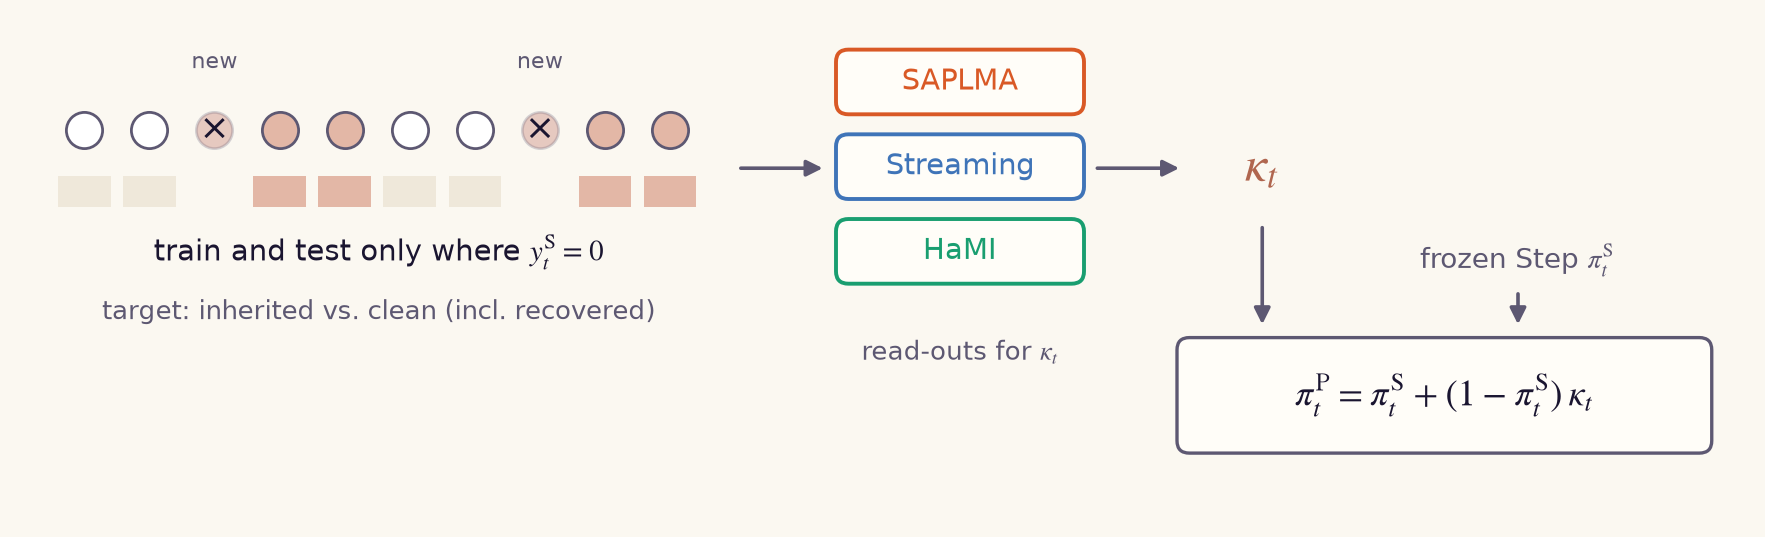 new new
train and test only where y_t^S = 0
target: inherited vs. clean (incl. recovered)
SAPLMA
Streaming
HaMI
read-outs for κ_t
κ_t
frozen Step π_t^S
π_t^P = π_t^S + (1 − π_t^S) κ_t